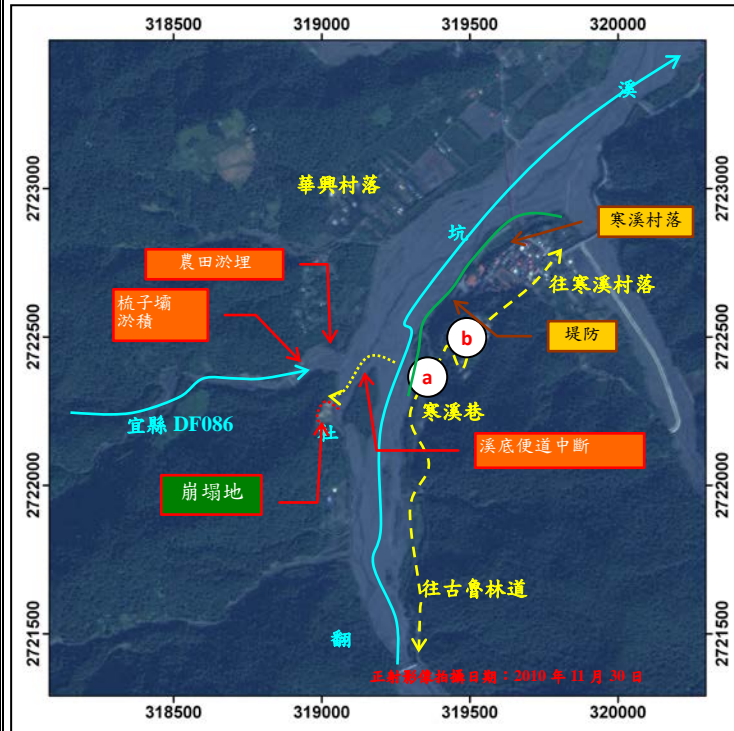 318500 319000 319500 320000
2723000
2722500
2722000
2721500
溪
華興村落
寒溪村落
坑
農田淤埋
往寒溪村落
梳子壩
淤積
堤防
b
a
寒溪巷
宜縣 DF086
社
溪底便道中斷
崩塌地
往古魯林道
翻
正射影像拍攝日期：2010 年 11 月 30 日
2723000
2722500
2722000
2721500
318500 319000 319500 320000